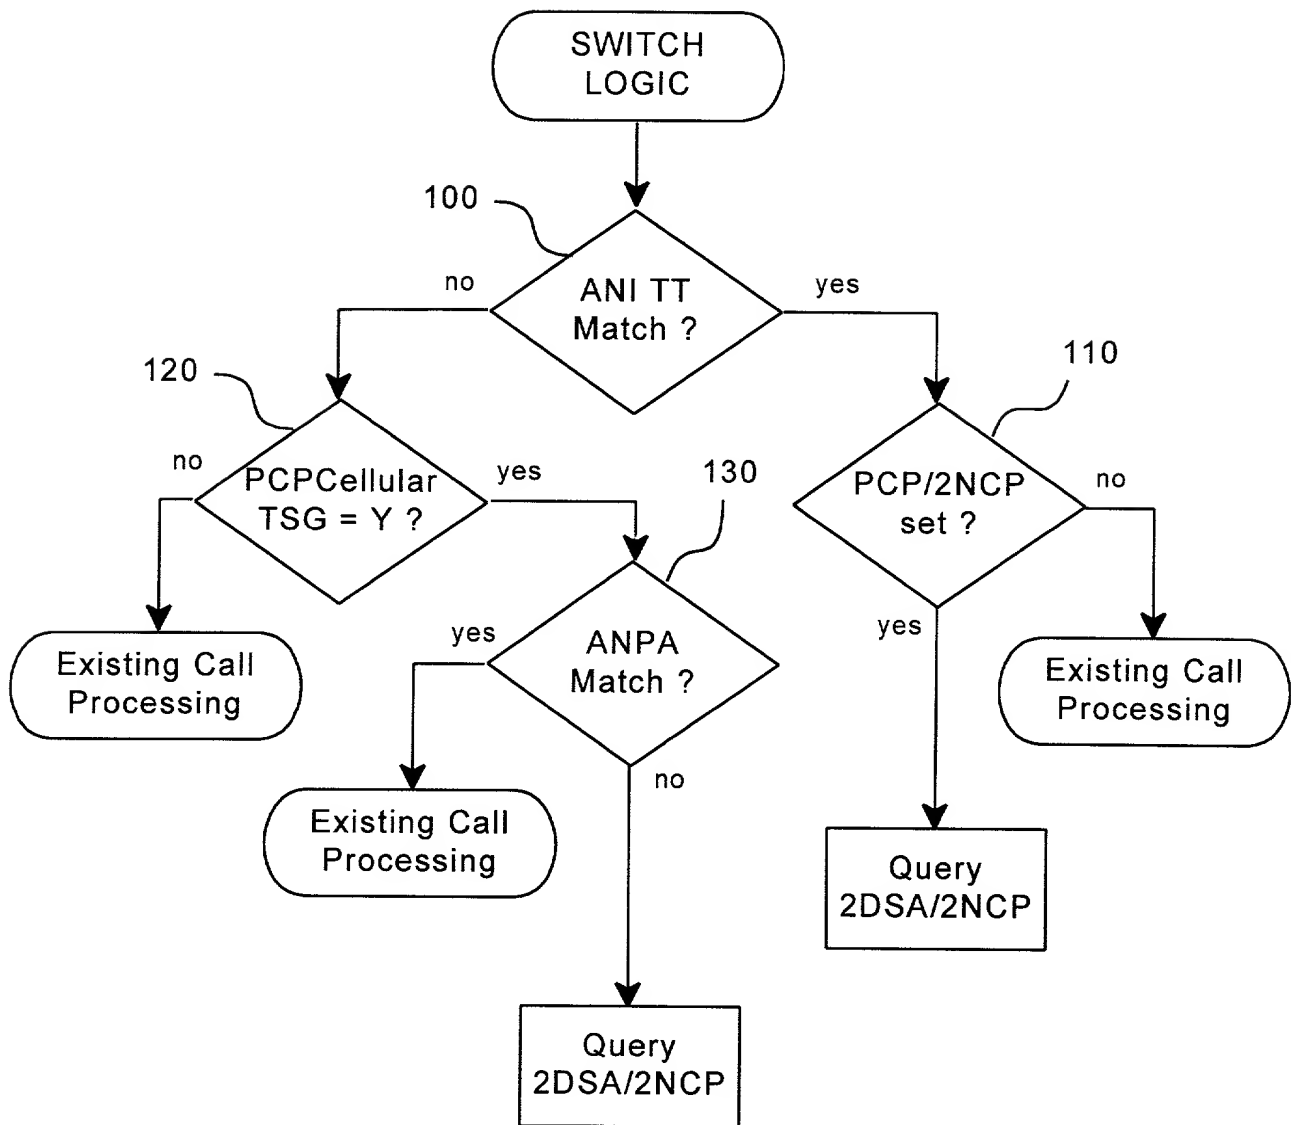 SWITCH
LOGIC
100
no
ANI TT
Match ?
yes
120
110
no
PCPCellular
TSG = Y ?
yes
130
PCP/2NCP
set ?
no
Existing Call
Processing
yes
ANPA
Match ?
yes
Existing Call
Processing
Existing Call
Processing
no
Query
2DSA/2NCP
Query
2DSA/2NCP